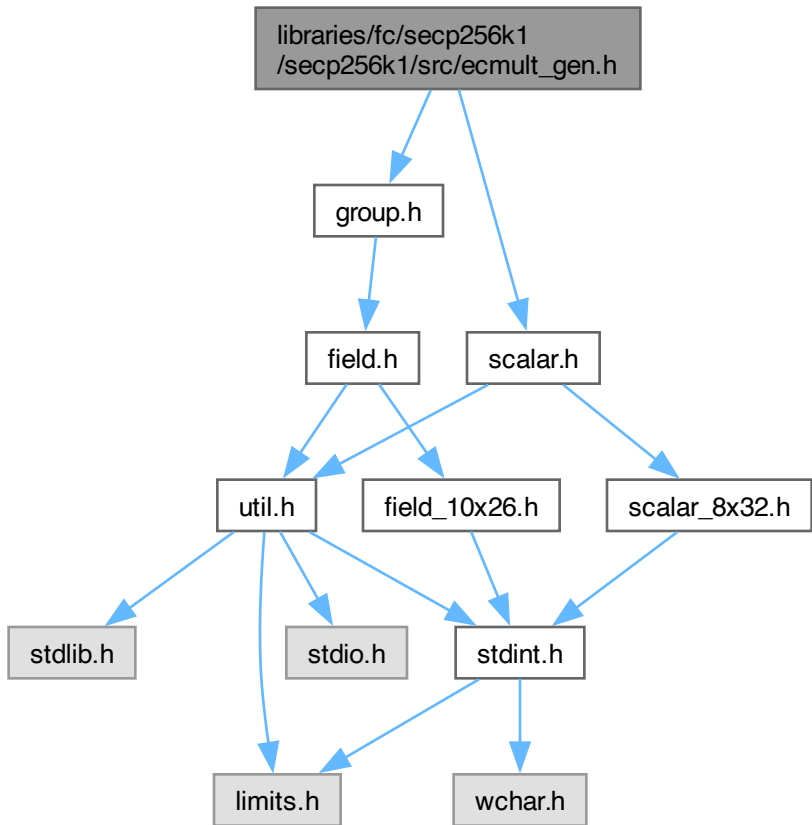 libraries/fc/secp256k1
/secp256k1/src/ecmult_gen.h
group.h
field.h
scalar.h
util.h
field_10x26.h
scalar_8x32.h
stdlib.h
stdio.h
stdint.h
limits.h
wchar.h